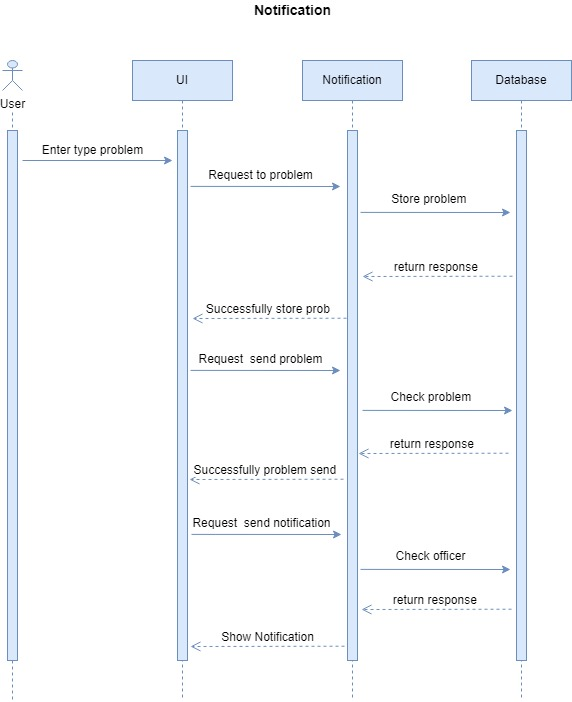 Notification
UI
Notification
Database
User
Enter type problem
Request to problem
Store problem
return response
Successfully store prob
Request  send problem
Check problem
return response
Successfully problem send
Request  send notification
Check officer
return response
Show Notification